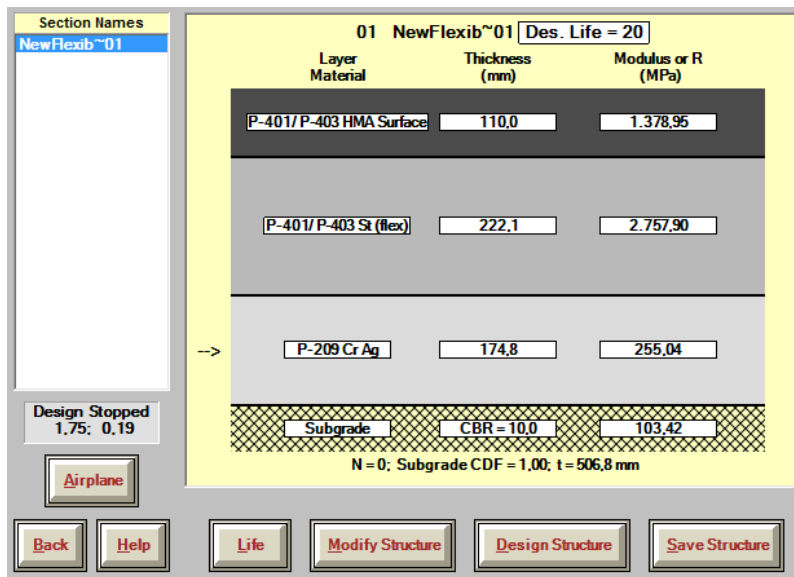 Section Names
NewFlexib~01
01 NewFlexib~01 Des. Life = 20
Layer Material Thickness (mm) Modulus or R (MPa)
P-401/ P-403 HMA Surface 110,0 1.378,95
P-401/ P-403 St (flex) 222,1 2.757,90
--> P-209 Cr Ag 174,8 255,04
Subgrade CBR = 10,0 103,42
N = 0; Subgrade CDF = 1,00; t = 506,8 mm
Design Stopped
1,75; 0,19
Airplane
Back Help Life Modify Structure Design Structure Save Structure